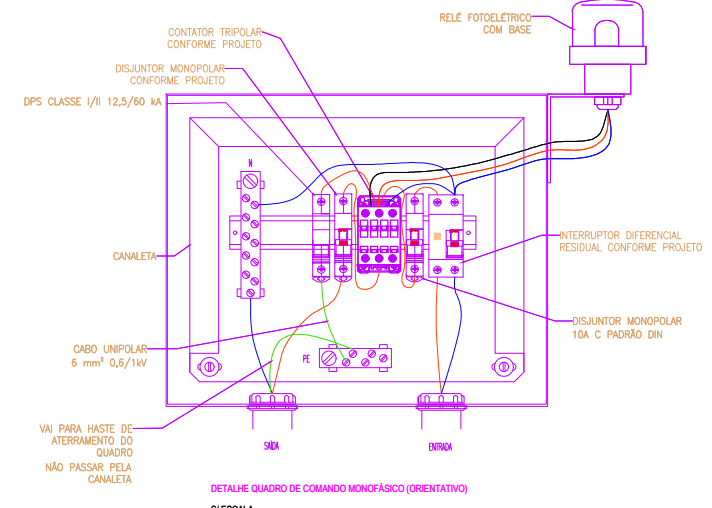 RELÉ FOTOELÉTRICO
COM BASE
CONTATOR TRIPOLAR
CONFORME PROJETO
DISJUNTOR MONOPOLAR
CONFORME PROJETO
DPS CLASSE I/II 12,5/60 kA
N
CANALETA
INTERRUPTOR DIFERENCIAL
RESIDUAL CONFORME PROJETO
DISJUNTOR MONOPOLAR
10A C PADRÃO DIN
CABO UNIPOLAR
6 mm² 0,6/1kV
PE
VAI PARA HASTE DE
ATERRAMENTO DO
QUADRO
NÃO PASSAR PELA
CANALETA
SAÍDA
ENTRADA
DETALHE QUADRO DE COMANDO MONOFÁSICO (ORIENTATIVO)